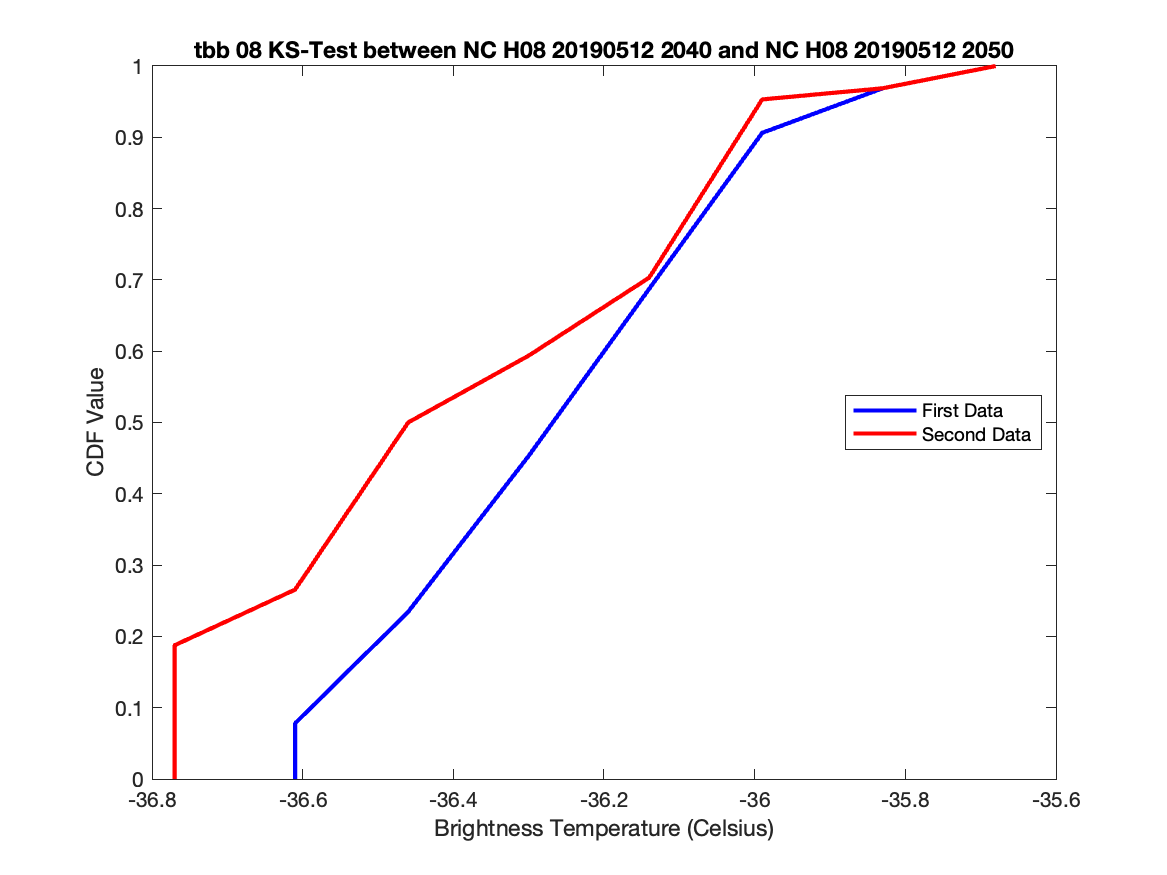 tbb 08 KS-Test between NC H08 20190512 2040 and NC H08 20190512 2050
1
0.9
0.8
0.7
0.6
0.5
0.4
0.3
0.2
0.1
0
CDF Value
First Data
Second Data
-36.8 -36.6 -36.4 -36.2 -36 -35.8 -35.6
Brightness Temperature (Celsius)